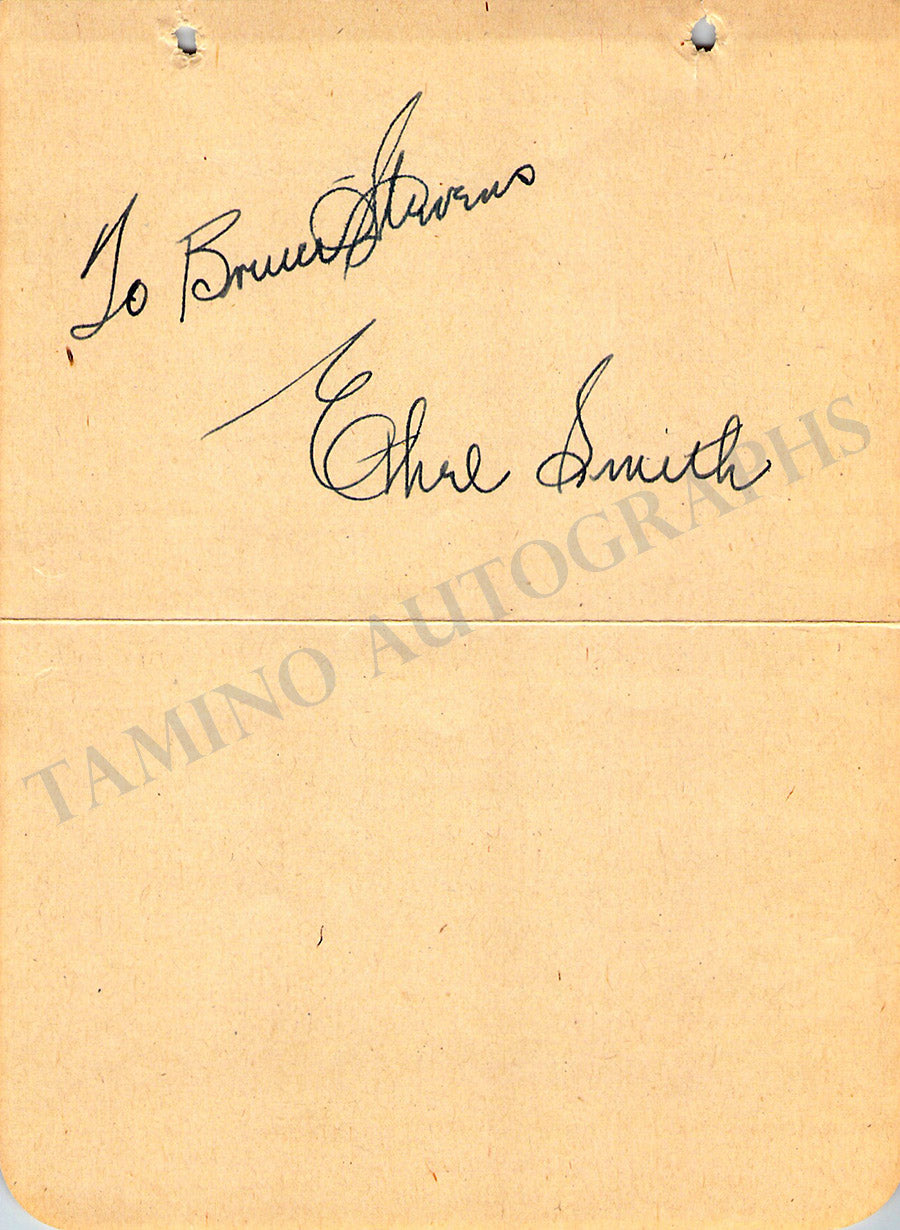 To Bruce Stevens
Ethel Smith
TAMINO AUTOGRAPHS